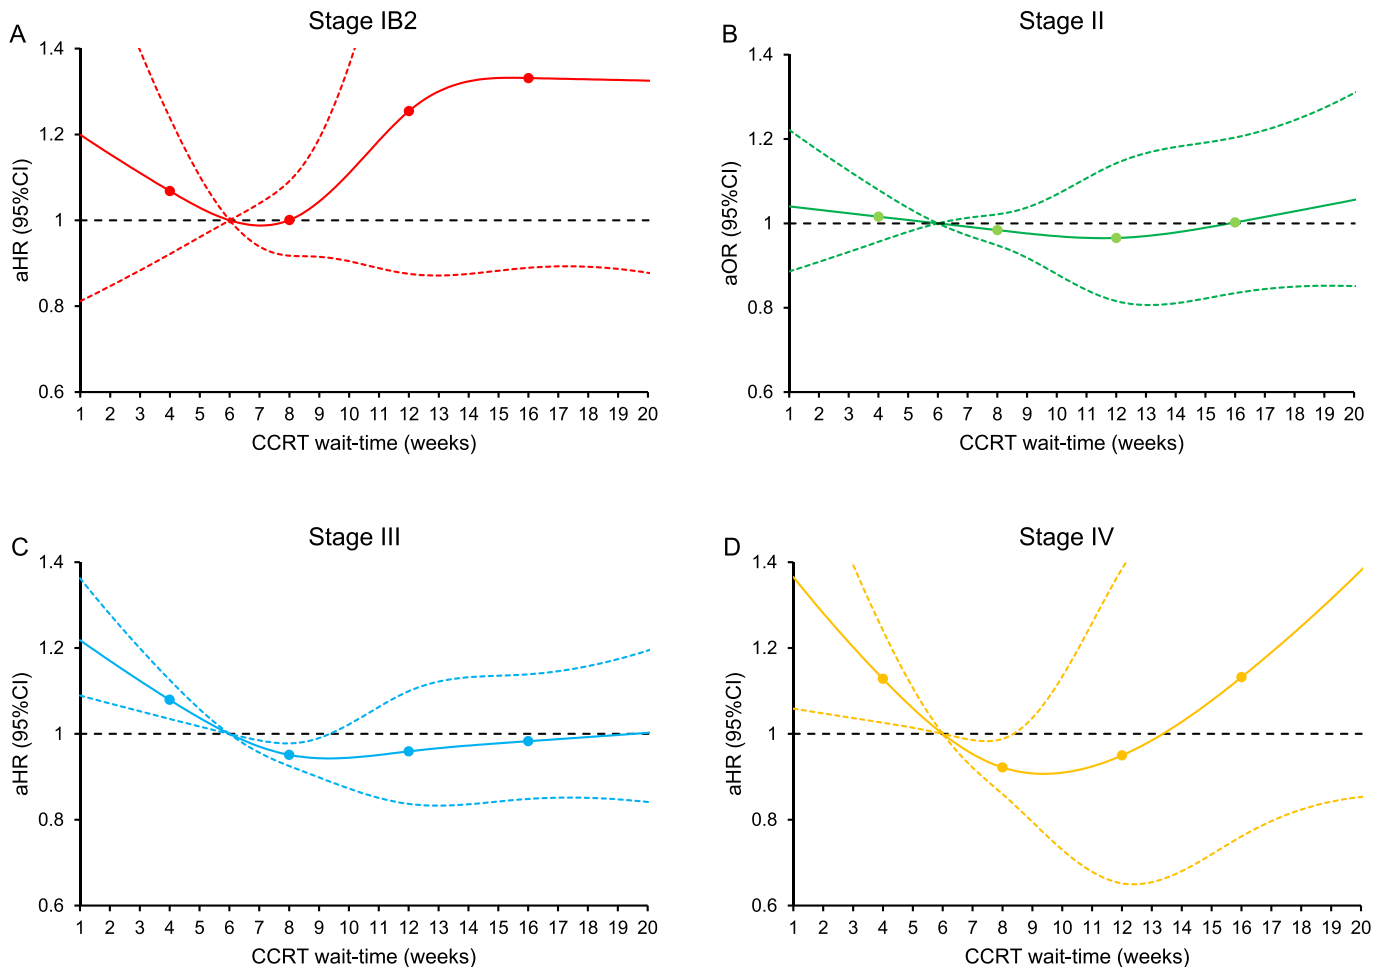 A
Stage IB2
aHR (95%CI)
1.4
1.2
1
0.8
0.6
1 2 3 4 5 6 7 8 9 10 11 12 13 14 15 16 17 18 19 20
CCRT wait-time (weeks)
B
Stage II
aOR (95%CI)
1.4
1.2
1
0.8
0.6
1 2 3 4 5 6 7 8 9 10 11 12 13 14 15 16 17 18 19 20
CCRT wait-time (weeks)
C
Stage III
aHR (95%CI)
1.4
1.2
1
0.8
0.6
1 2 3 4 5 6 7 8 9 10 11 12 13 14 15 16 17 18 19 20
CCRT wait-time (weeks)
D
Stage IV
aHR (95%CI)
1.4
1.2
1
0.8
0.6
1 2 3 4 5 6 7 8 9 10 11 12 13 14 15 16 17 18 19 20
CCRT wait-time (weeks)